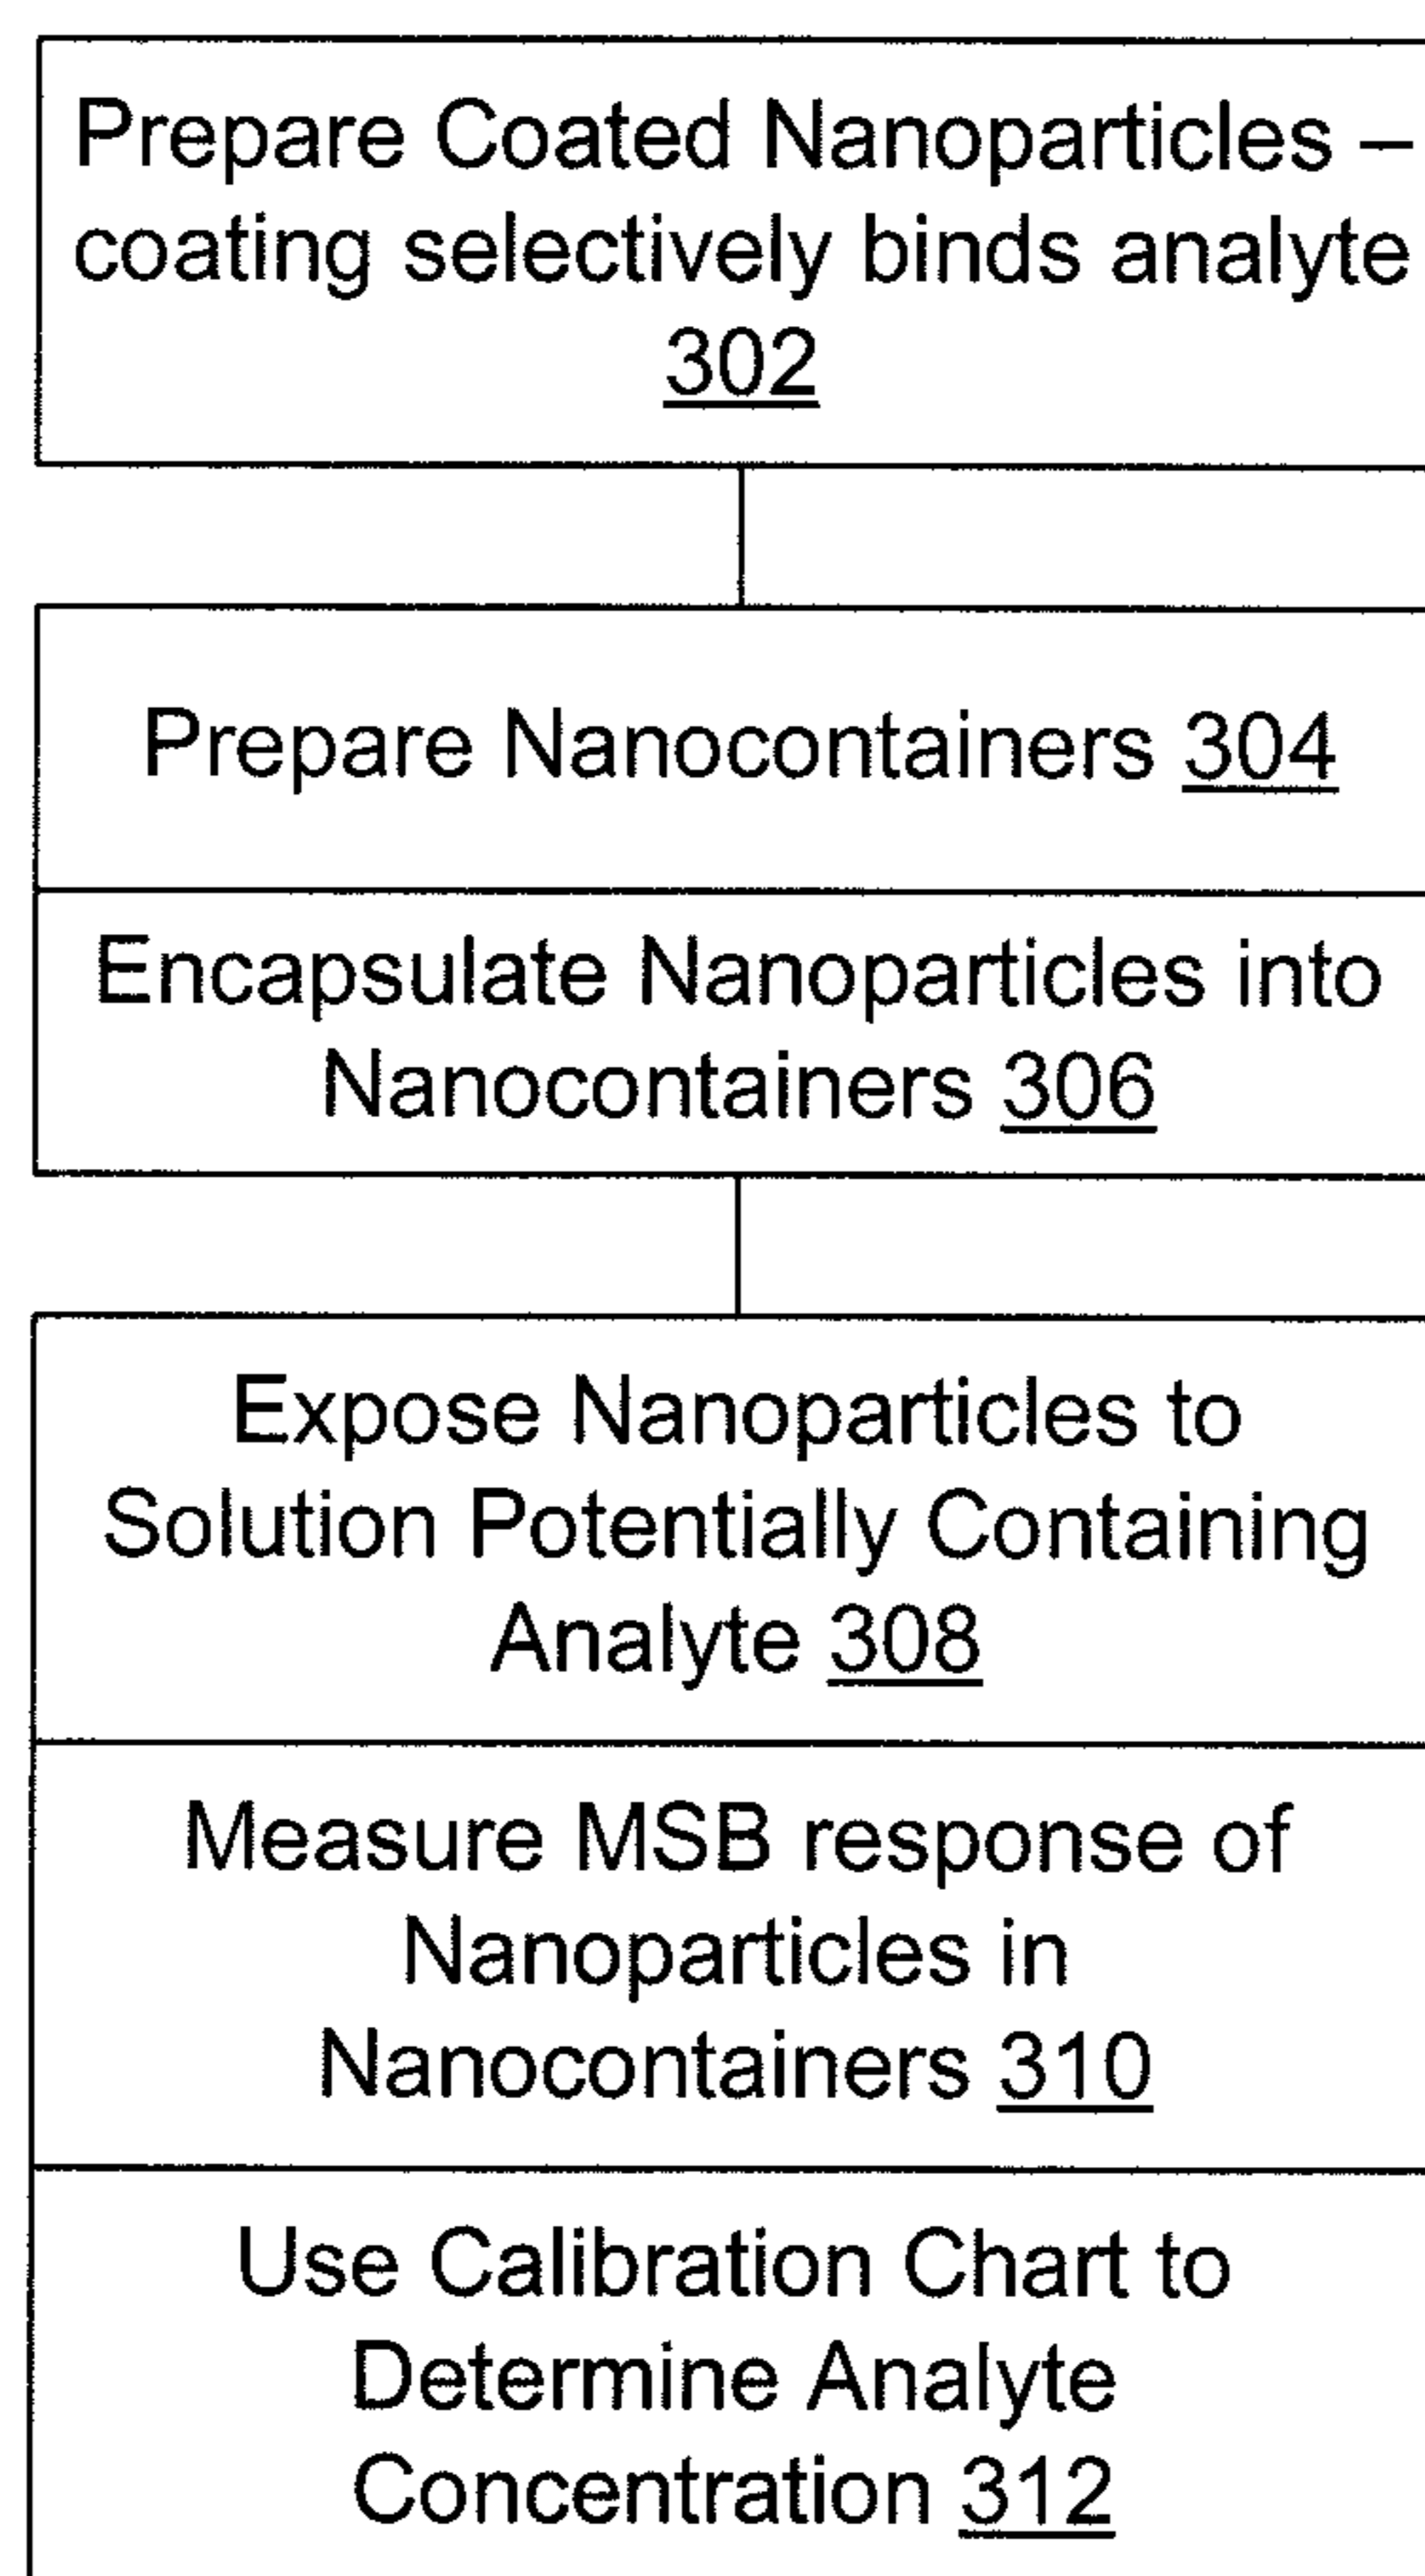 Prepare Coated Nanoparticles –
coating selectively binds analyte
302
Prepare Nanocontainers 304
Encapsulate Nanoparticles into
Nanocontainers 306
Expose Nanoparticles to
Solution Potentially Containing
Analyte 308
Measure MSB response of
Nanoparticles in
Nanocontainers 310
Use Calibration Chart to
Determine Analyte
Concentration 312